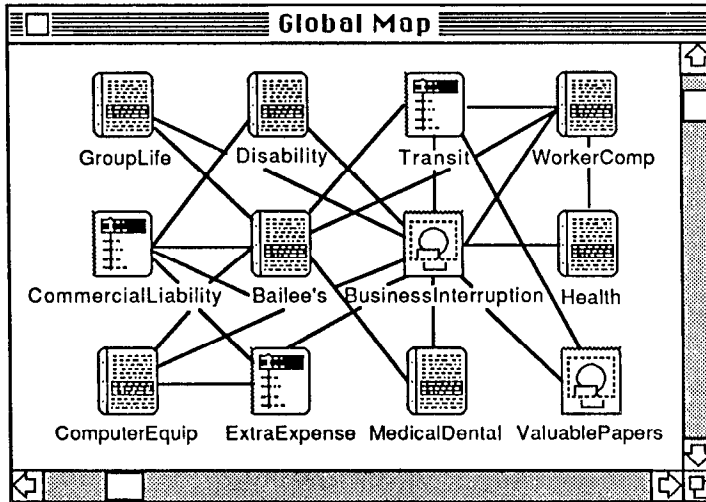 Global Map
GroupLife
Disability
Transit
WorkerComp
CommercialLiability
Bailee's
BusinessInterruption
Health
ComputerEquip
ExtraExpense
MedicalDental
ValuablePapers